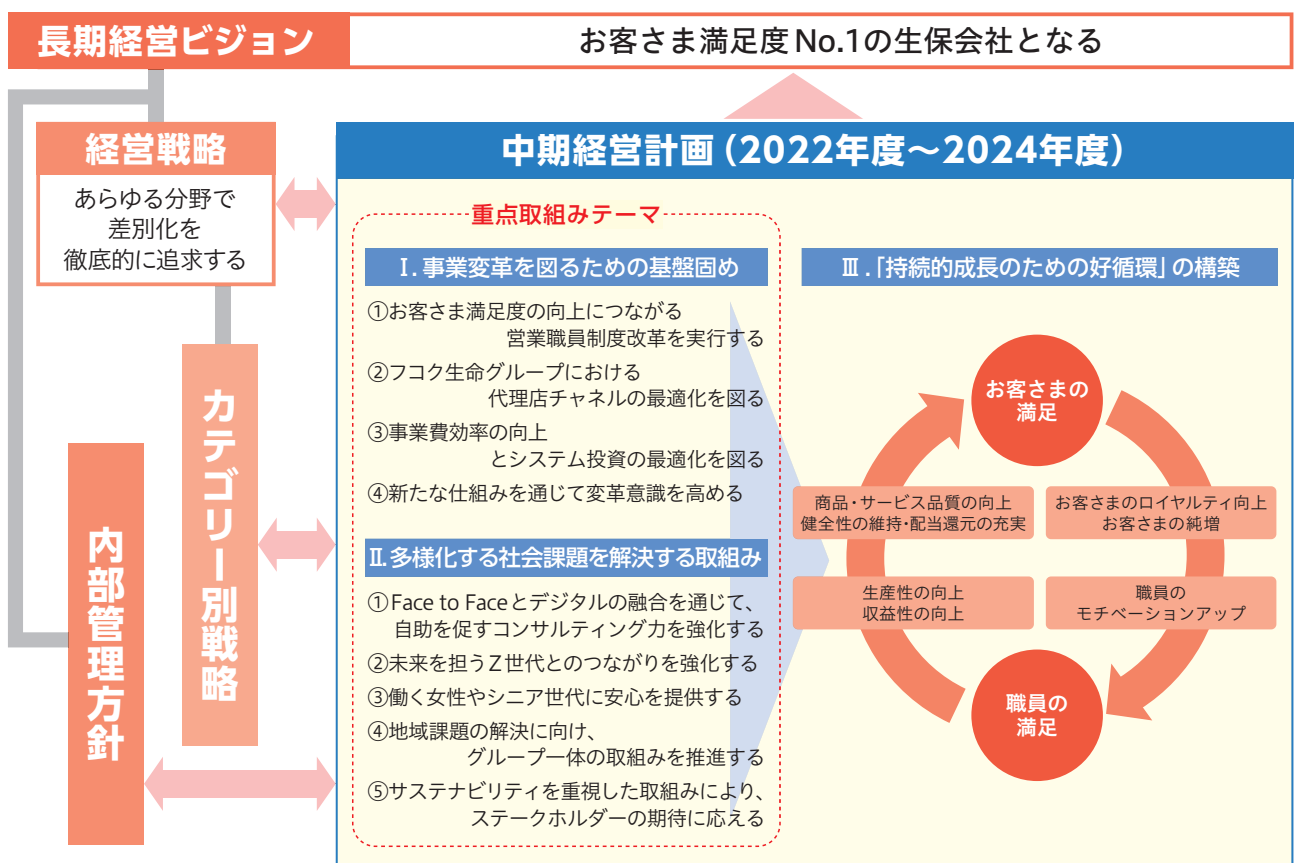 長期経営ビジョン
お客さま満足度No.1の生保会社となる
経営戦略
あらゆる分野で
差別化を
徹底的に追求する
カテゴリー別戦略
内部管理方針
中期経営計画（2022年度～2024年度）
重点取組みテーマ
Ⅰ.事業変革を図るための基盤固め
①お客さま満足度の向上につながる
営業職員制度改革を実行する
②フコク生命グループにおける
代理店チャネルの最適化を図る
③事業費効率の向上
とシステム投資の最適化を図る
④新たな仕組みを通じて変革意識を高める
Ⅱ.多様化する社会課題を解決する取組み
①Face to Faceとデジタルの融合を通じて、
自助を促すコンサルティング力を強化する
②未来を担うZ世代とのつながりを強化する
③働く女性やシニア世代に安心を提供する
④地域課題の解決に向け、
グループ一体の取組みを推進する
⑤サステナビリティを重視した取組みにより、
ステークホルダーの期待に応える
Ⅲ.「持続的成長のための好循環」の構築
お客さまの
満足
商品・サービス品質の向上
健全性の維持・配当還元の充実
お客さまのロイヤルティ向上
お客さまの純増
生産性の向上
収益性の向上
職員の
モチベーションアップ
職員の
満足